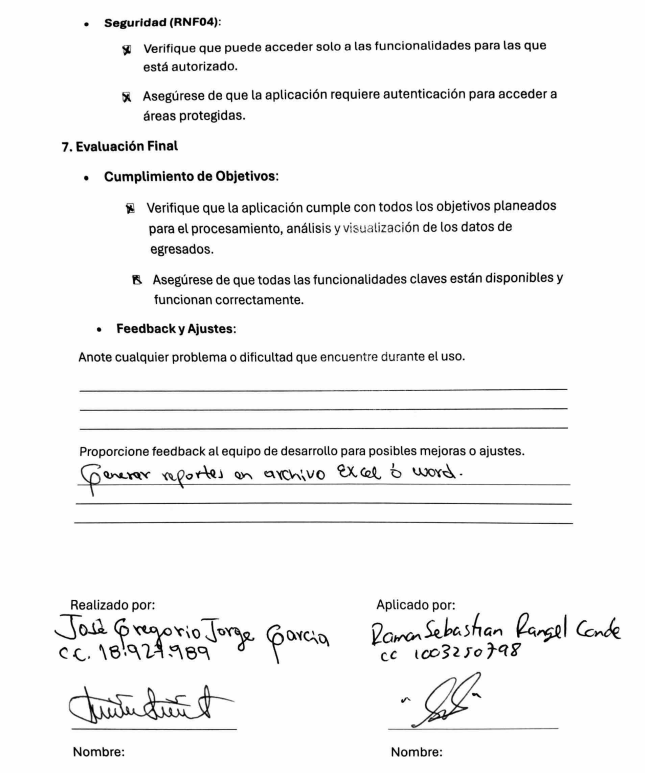 • Seguridad (RNF04):
Verifique que puede acceder solo a las funcionalidades para las que
está autorizado.
Asegúrese de que la aplicación requiere autenticación para acceder a
áreas protegidas.
7. Evaluación Final
• Cumplimiento de Objetivos:
Verifique que la aplicación cumple con todos los objetivos planeados
para el procesamiento, análisis y visualización de los datos de
egresados.
Asegúrese de que todas las funcionalidades claves están disponibles y
funcionan correctamente.
• Feedback y Ajustes:
Anote cualquier problema o dificultad que encuentre durante el uso.
Proporcione feedback al equipo de desarrollo para posibles mejoras o ajustes.
Generar reportes en archivo Excel ó word.
Realizado por:
José Gregorio Jorge Garcia
CC. 18.927.989
Nombre:
Aplicado por:
Ramon Sebastian Rangel Conde
CC 1003250798
Nombre: